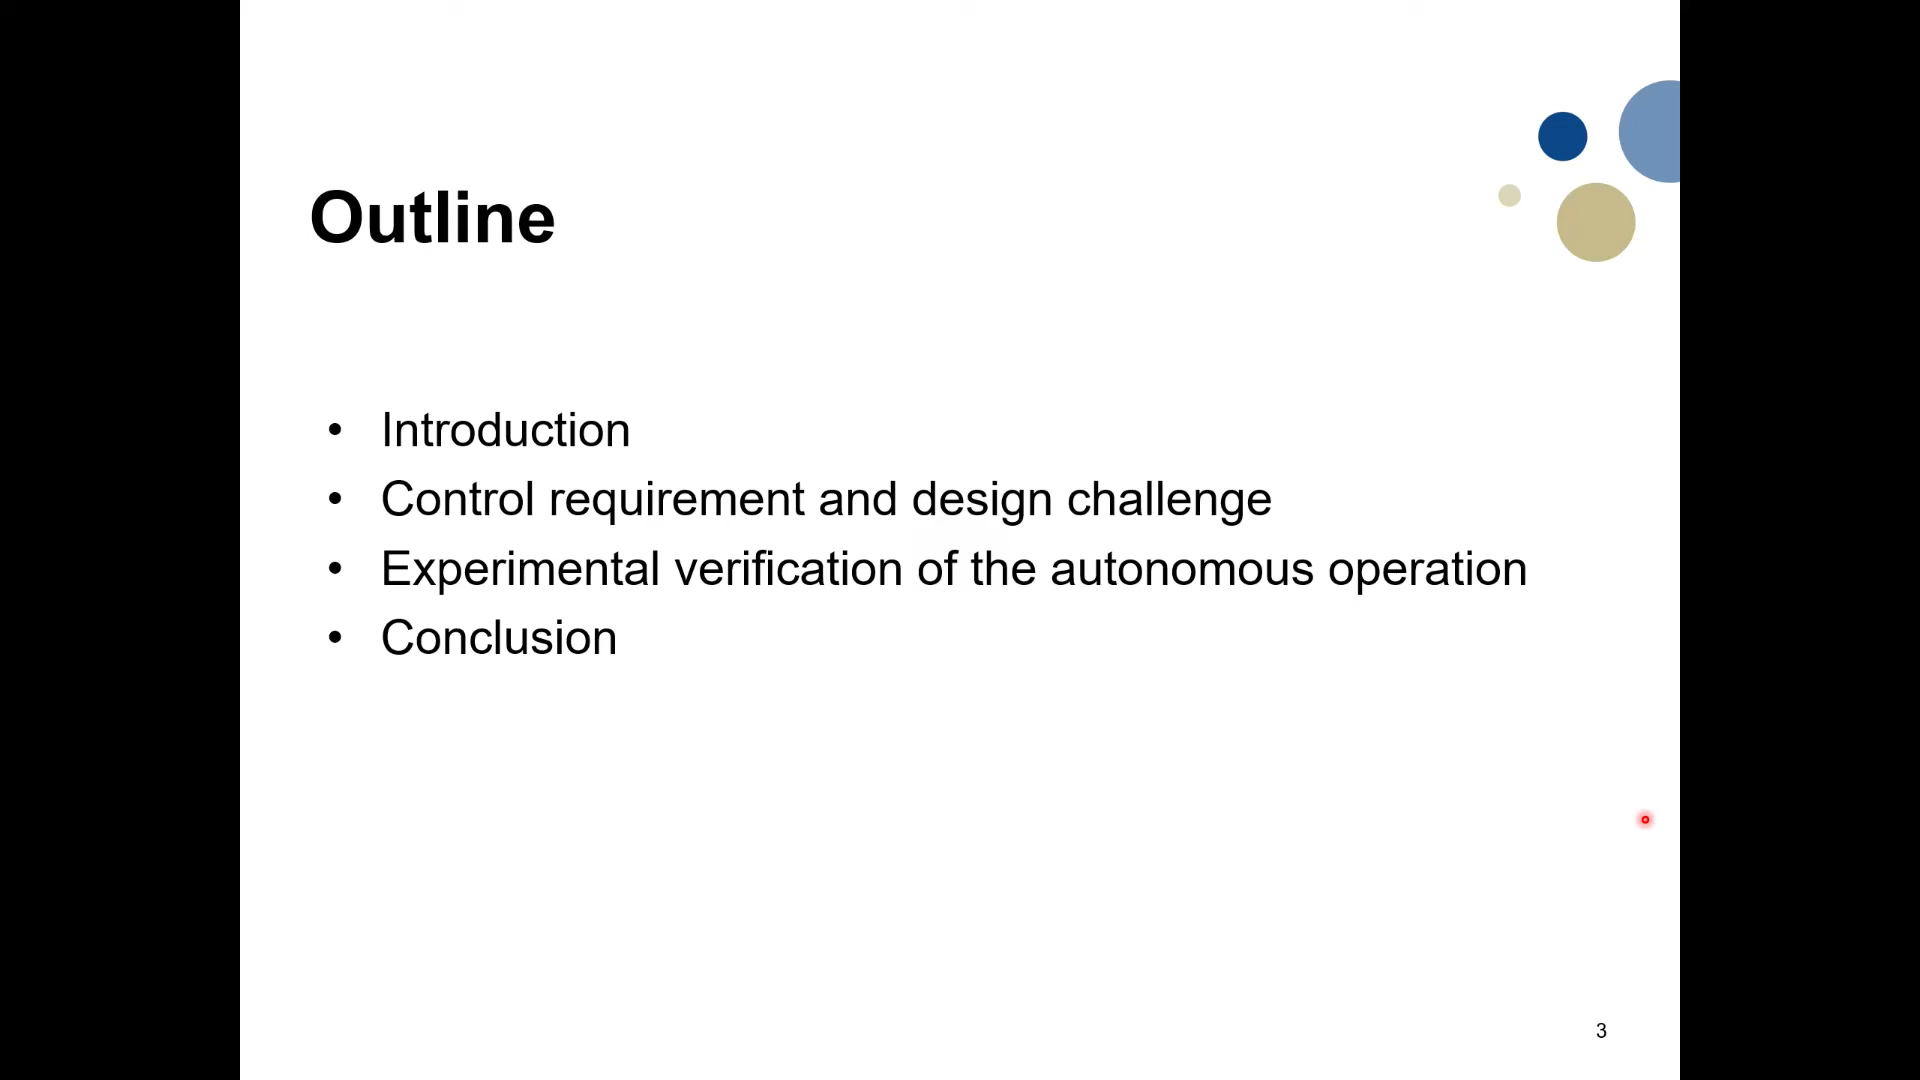 Outline
• Introduction
• Control requirement and design challenge
• Experimental verification of the autonomous operation
• Conclusion
3